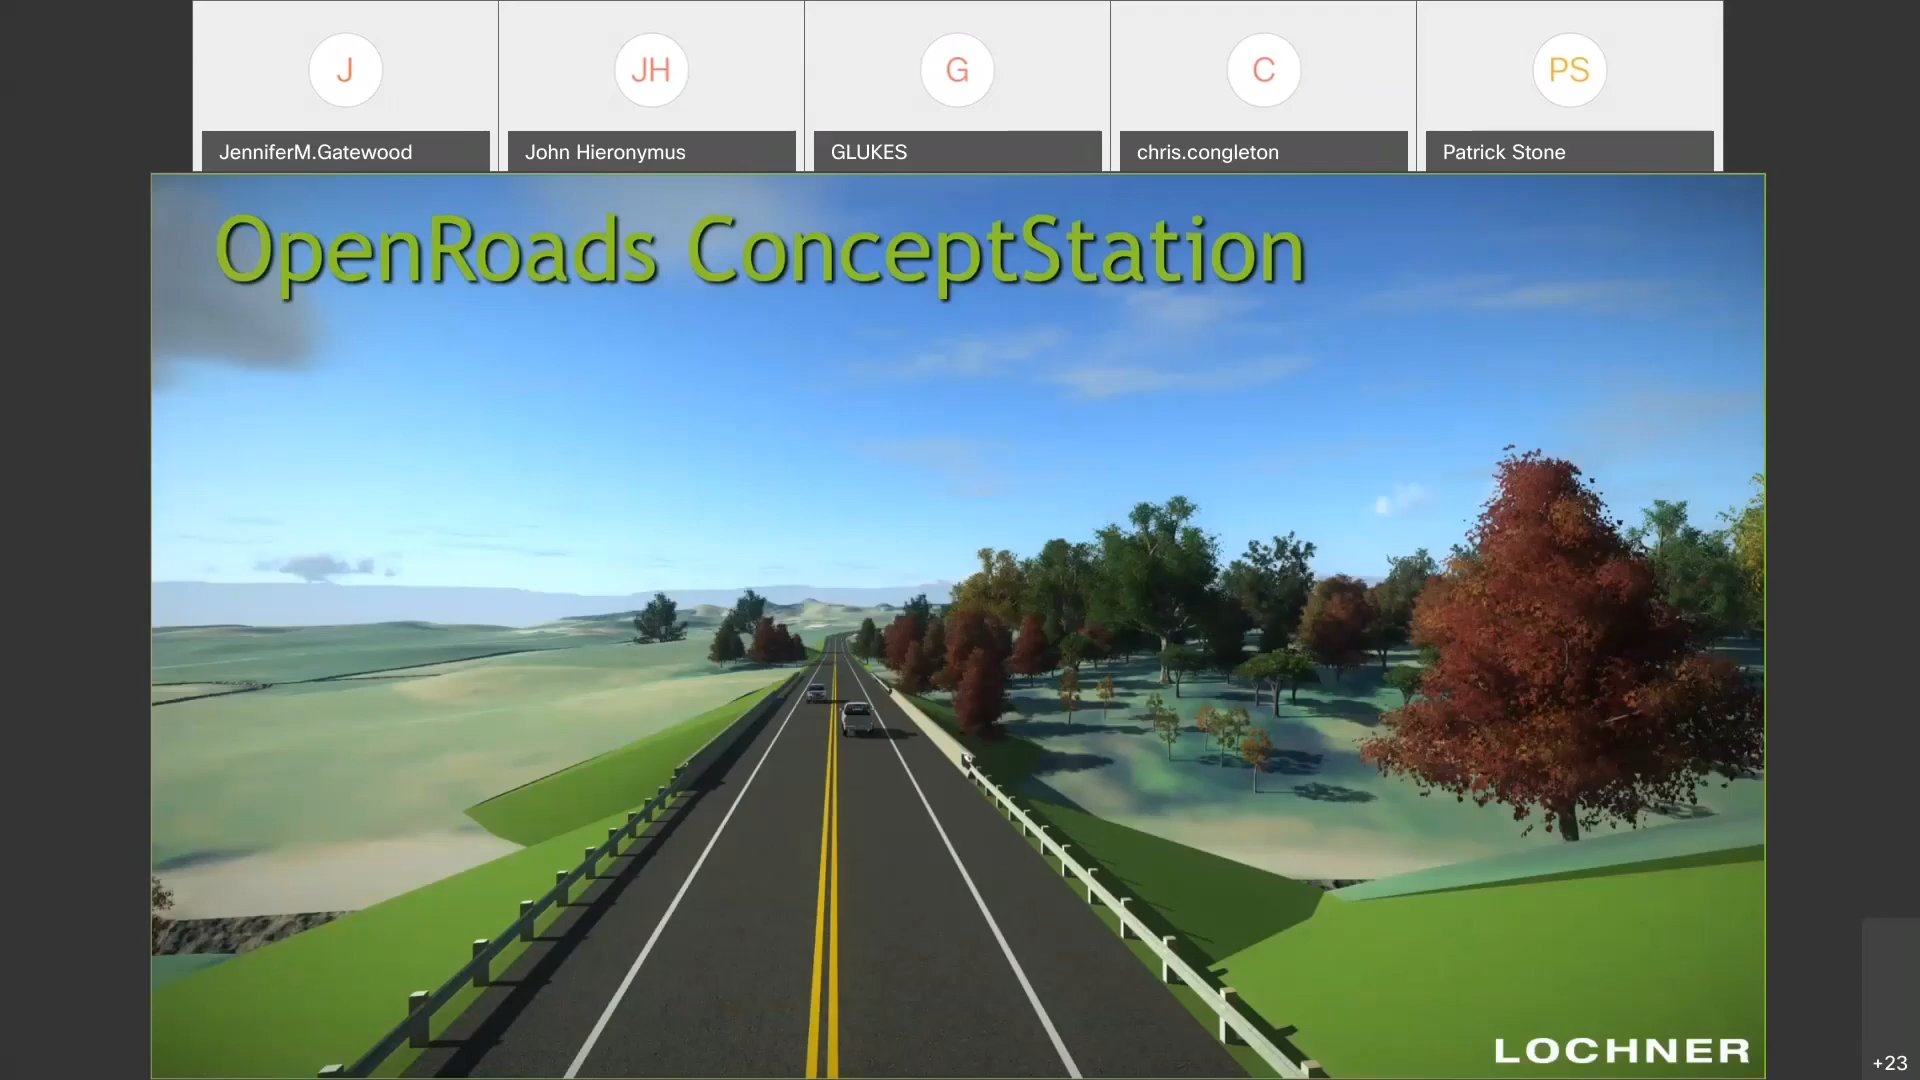 J
JH
G
C
PS
JenniferM.Gatewood
John Hieronymus
GLUKES
chris.congleton
Patrick Stone
OpenRoads ConceptStation
LOCHNER
+23